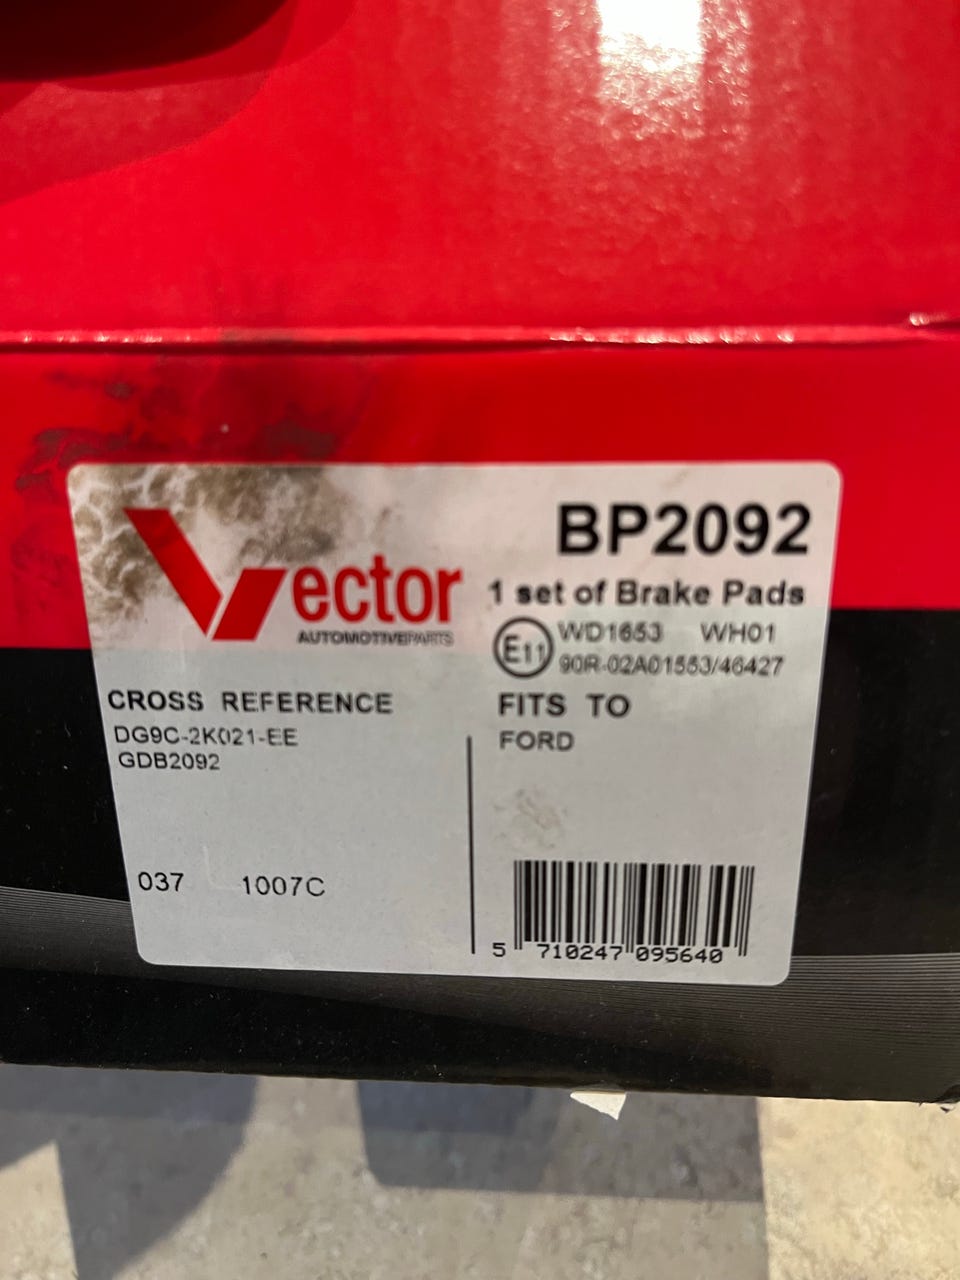 BP2092
Vector
AUTOMOTIVEPARTS
1 set of Brake Pads
E11
WD1653 WH01
90R-02A01553/46427
CROSS REFERENCE
DG9C-2K021-EE
GDB2092
FITS TO
FORD
037 1007C
5 710247 095640